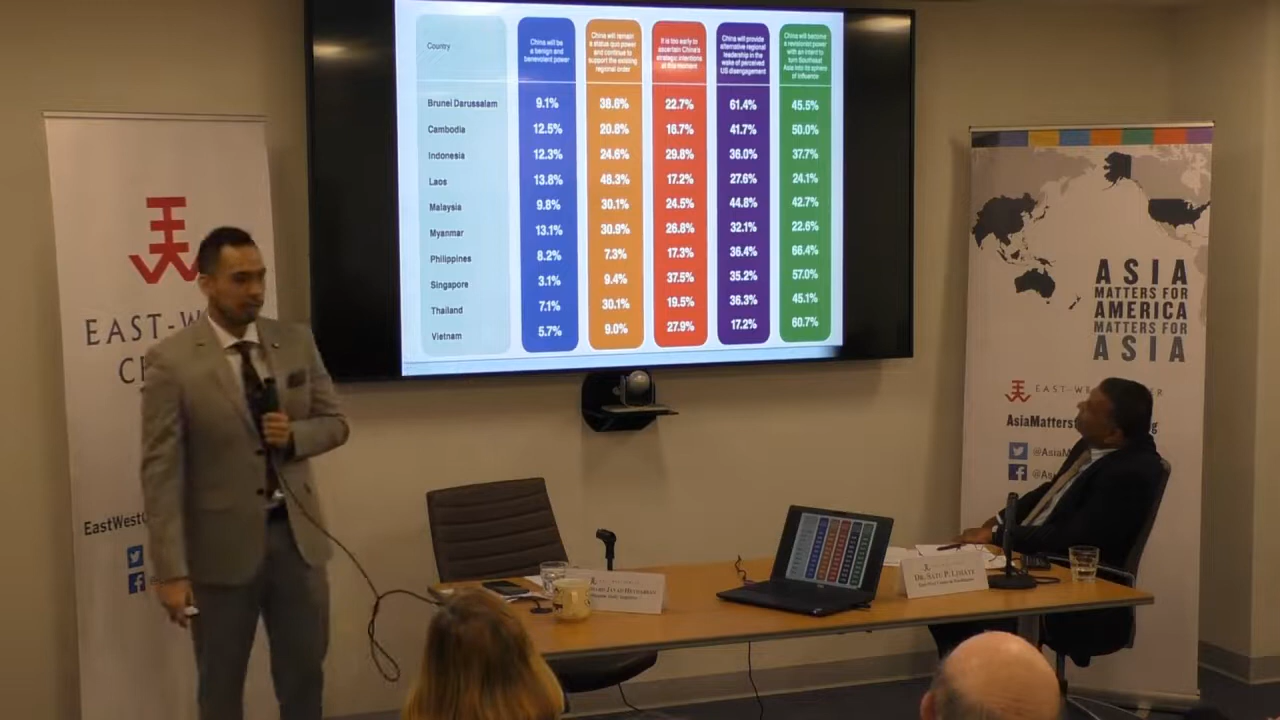 Country
China will be
a benign and
benevolent power
China will remain
a status quo power
and continue to
support the existing
regional order
It is too early to
ascertain China's
strategic intentions
at this moment
China will provide
alternative regional
leadership in the
wake of perceived
US disengagement
China will become
a revisionist power
with an intent to
turn Southeast
Asia into its sphere
of influence
Brunei Darussalam 9.1% 38.6% 22.7% 61.4% 45.5%
Cambodia 12.5% 20.8% 16.7% 41.7% 50.0%
Indonesia 12.3% 24.6% 29.8% 36.0% 37.7%
Laos 13.8% 48.3% 17.2% 27.6% 24.1%
Malaysia 9.8% 30.1% 24.5% 44.8% 42.7%
Myanmar 13.1% 30.9% 26.8% 32.1% 22.6%
Philippines 8.2% 7.3% 17.3% 36.4% 66.4%
Singapore 3.1% 9.4% 37.5% 35.2% 57.0%
Thailand 7.1% 30.1% 19.5% 36.3% 45.1%
Vietnam 5.7% 9.0% 27.9% 17.2% 60.7%
EAST-W
C
EastWestC
ASIA
MATTERS FOR
AMERICA
MATTERS FOR
ASIA
EAST-WE ER
AsiaMatters g
@AsiaM
@As
DR. SATU P. LIMAYE